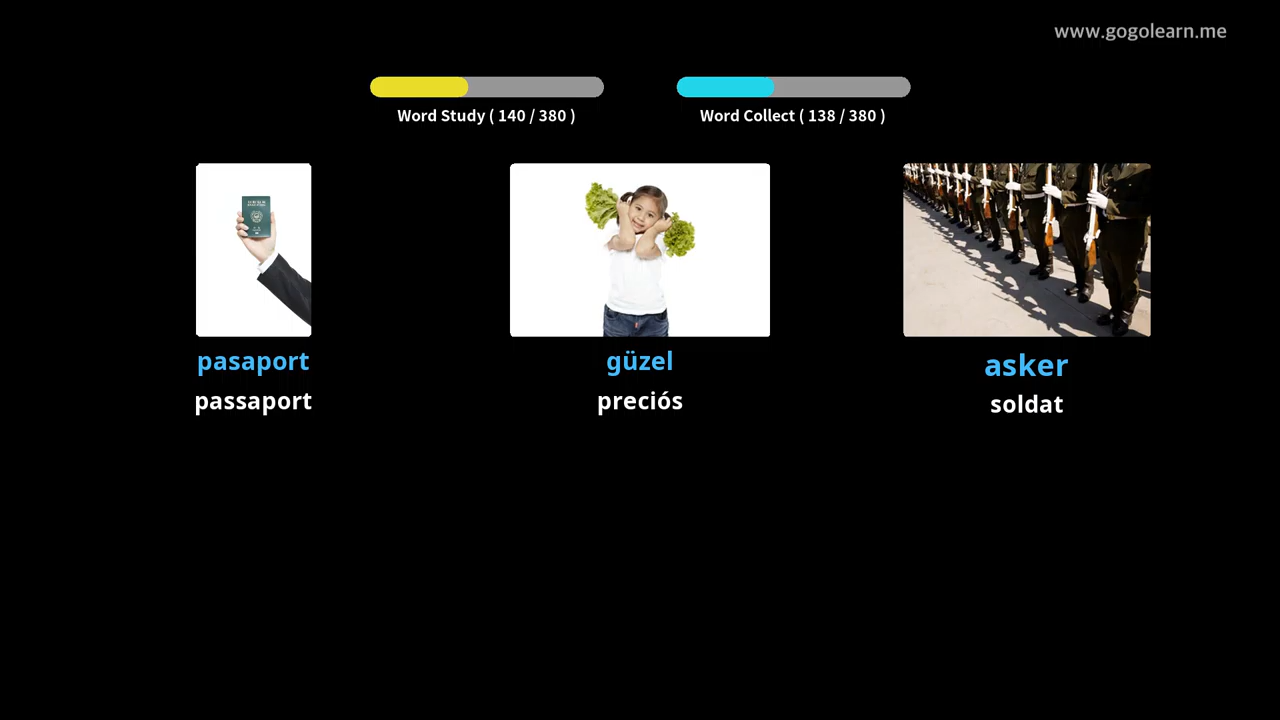 www.gogolearn.me
Word Study ( 140 / 380 )
Word Collect ( 138 / 380 )
pasaport
passaport
güzel
preciós
asker
soldat